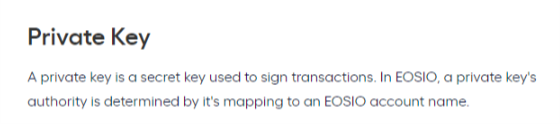 Private Key
A private key is a secret key used to sign transactions. In EOSIO, a private key's
authority is determined by it's mapping to an EOSIO account name.